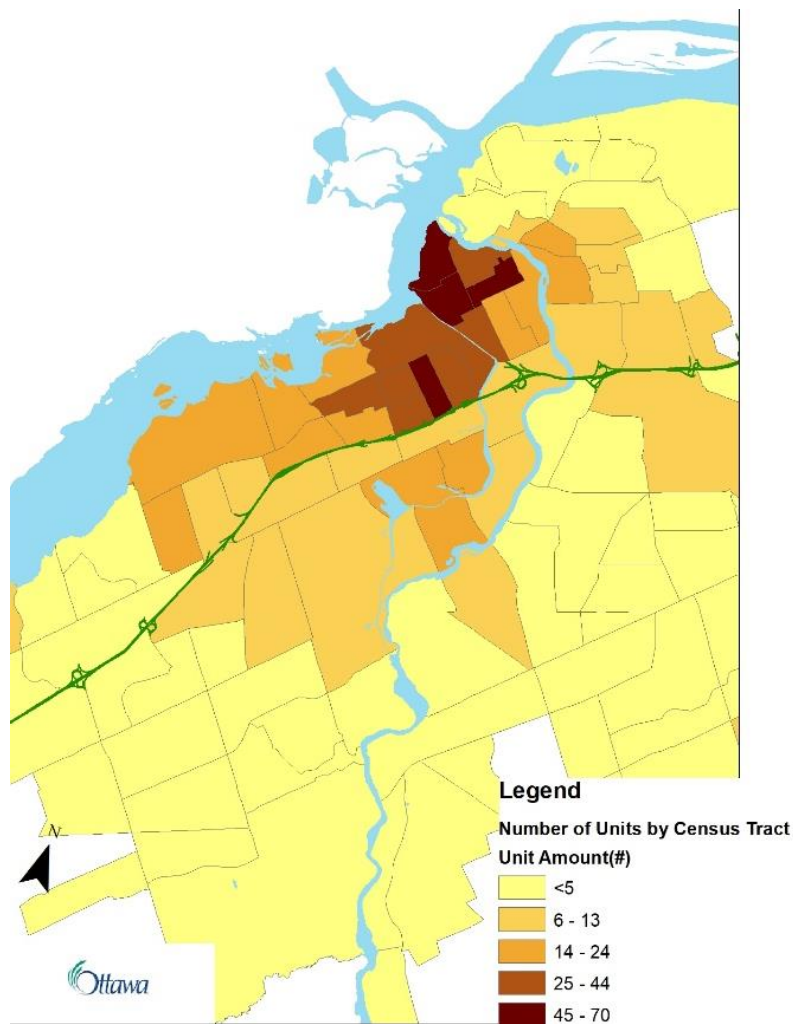 Legend
Number of Units by Census Tract
Unit Amount(#)
<5
6 - 13
14 - 24
25 - 44
45 - 70
N
Ottawa